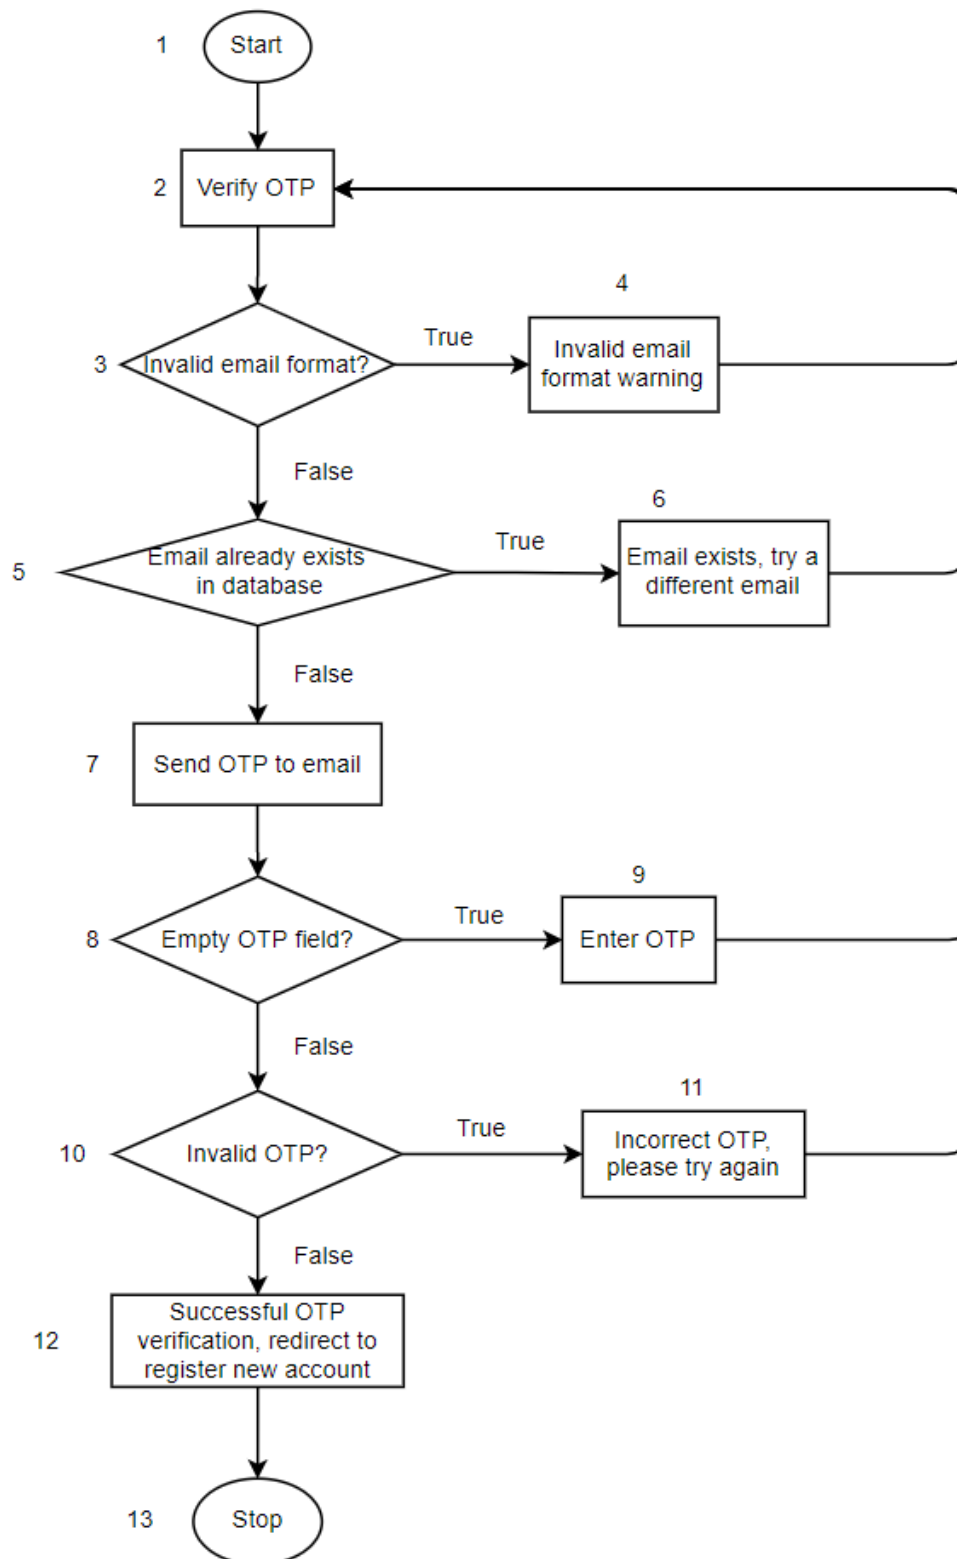 1
Start
2
Verify OTP
4
3
Invalid email format?
True
Invalid email
format warning
False
6
5
Email already exists
in database
True
Email exists, try a
different email
False
7
Send OTP to email
9
8
Empty OTP field?
True
Enter OTP
False
11
10
Invalid OTP?
True
Incorrect OTP,
please try again
False
12
Successful OTP
verification, redirect to
register new account
13
Stop